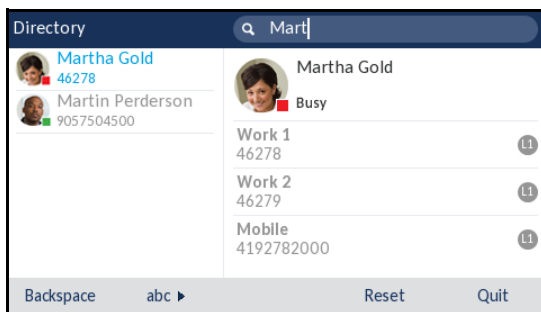 Directory
Mart
Martha Gold
46278
Martin Perderson
9057504500
Martha Gold
Busy
Work 1
46278
L1
Work 2
46279
L1
Mobile
4192782000
L1
Backspace abc Reset Quit